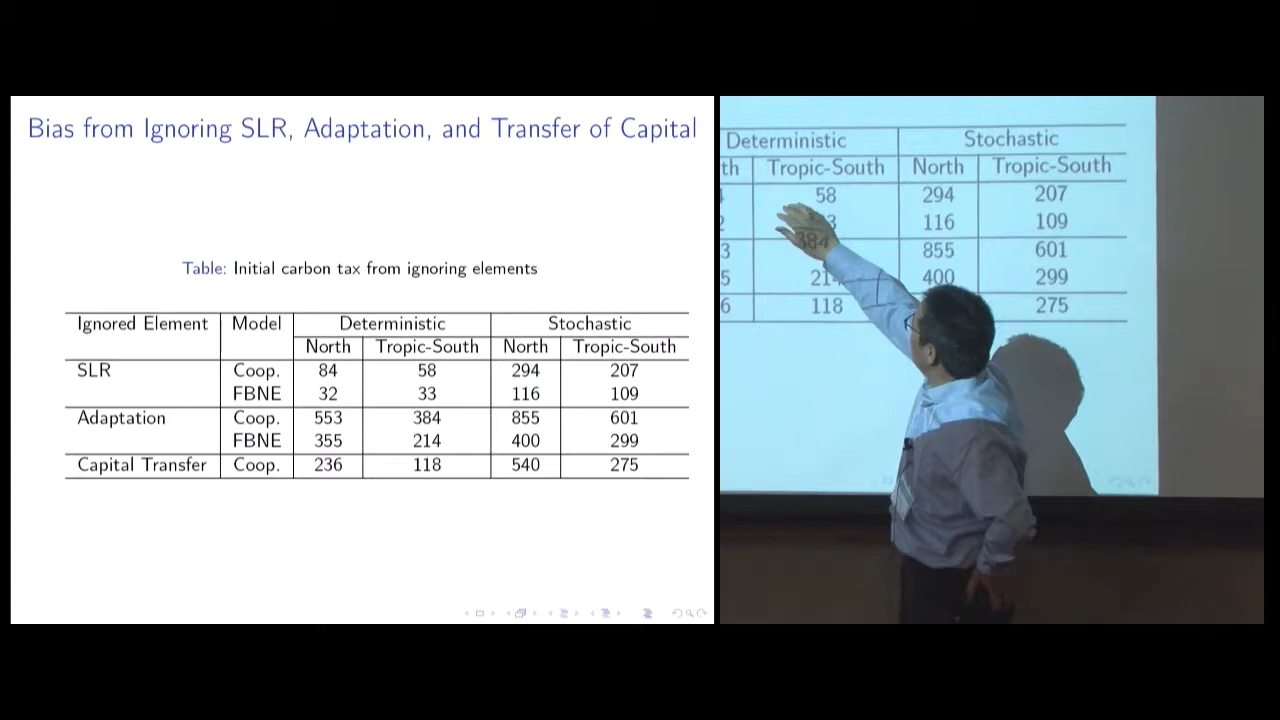 Bias from Ignoring SLR, Adaptation, and Transfer of Capital
Table: Initial carbon tax from ignoring elements
Ignored Element Model Deterministic Stochastic
North Tropic-South North Tropic-South
SLR Coop. 84 58 294 207
FBNE 32 33 116 109
Adaptation Coop. 553 384 855 601
FBNE 355 214 400 299
Capital Transfer Coop. 236 118 540 275
Deterministic Stochastic
th Tropic-South North Tropic-South
58 294 207
3 116 109
3 384 855 601
5 21 400 299
6 118 275